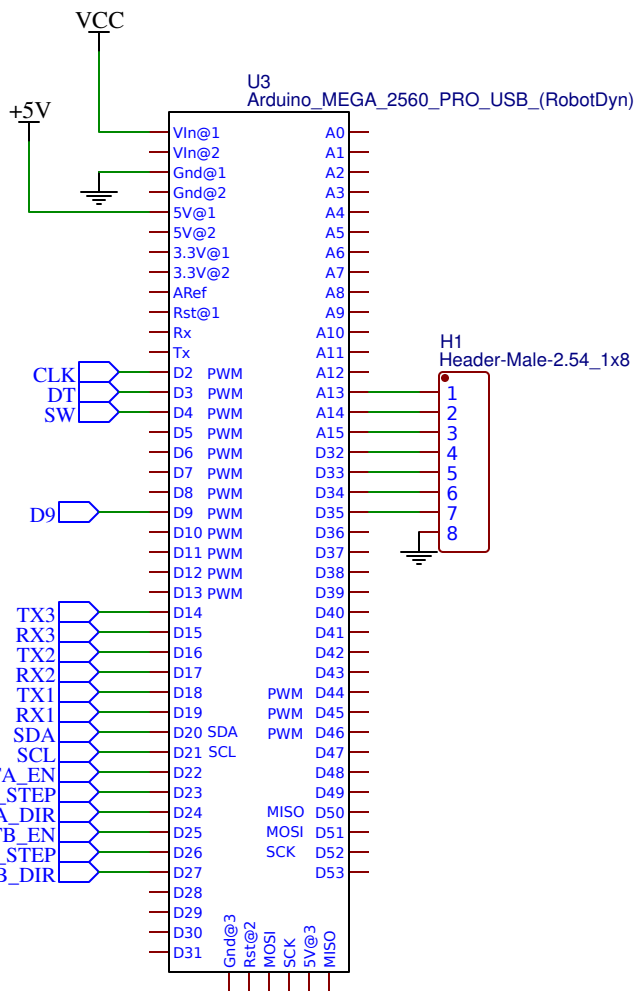 VCC
+5V
U3
Arduino_MEGA_2560_PRO_USB_(RobotDyn)
VIn@1
VIn@2
Gnd@1
Gnd@2
5V@1
5V@2
3.3V@1
3.3V@2
ARef
Rst@1
Rx
Tx
CLK D2 PWM
DT D3 PWM
SW D4 PWM
D5 PWM
D6 PWM
D7 PWM
D8 PWM
D9 D9 PWM
D10 PWM
D11 PWM
D12 PWM
D13 PWM
TX3 D14
RX3 D15
TX2 D16
RX2 D17
TX1 D18
RX1 D19
SDA D20 SDA
SCL D21 SCL
A_EN D22
_STEP D23
A_DIR D24
B_EN D25
_STEP D26
B_DIR D27
D28
D29
D30
D31
A0
A1
A2
A3
A4
A5
A6
A7
A8
A9
A10
A11
A12
A13
A14
A15
D32
D33
D34
D35
D36
D37
D38
D39
D40
D41
D42
D43
PWM D44
PWM D45
PWM D46
D47
D48
D49
MISO D50
MOSI D51
SCK D52
D53
Gnd@3
Rst@2
MOSI
SCK
5V@3
MISO
H1
Header-Male-2.54_1x8
1
2
3
4
5
6
7
8